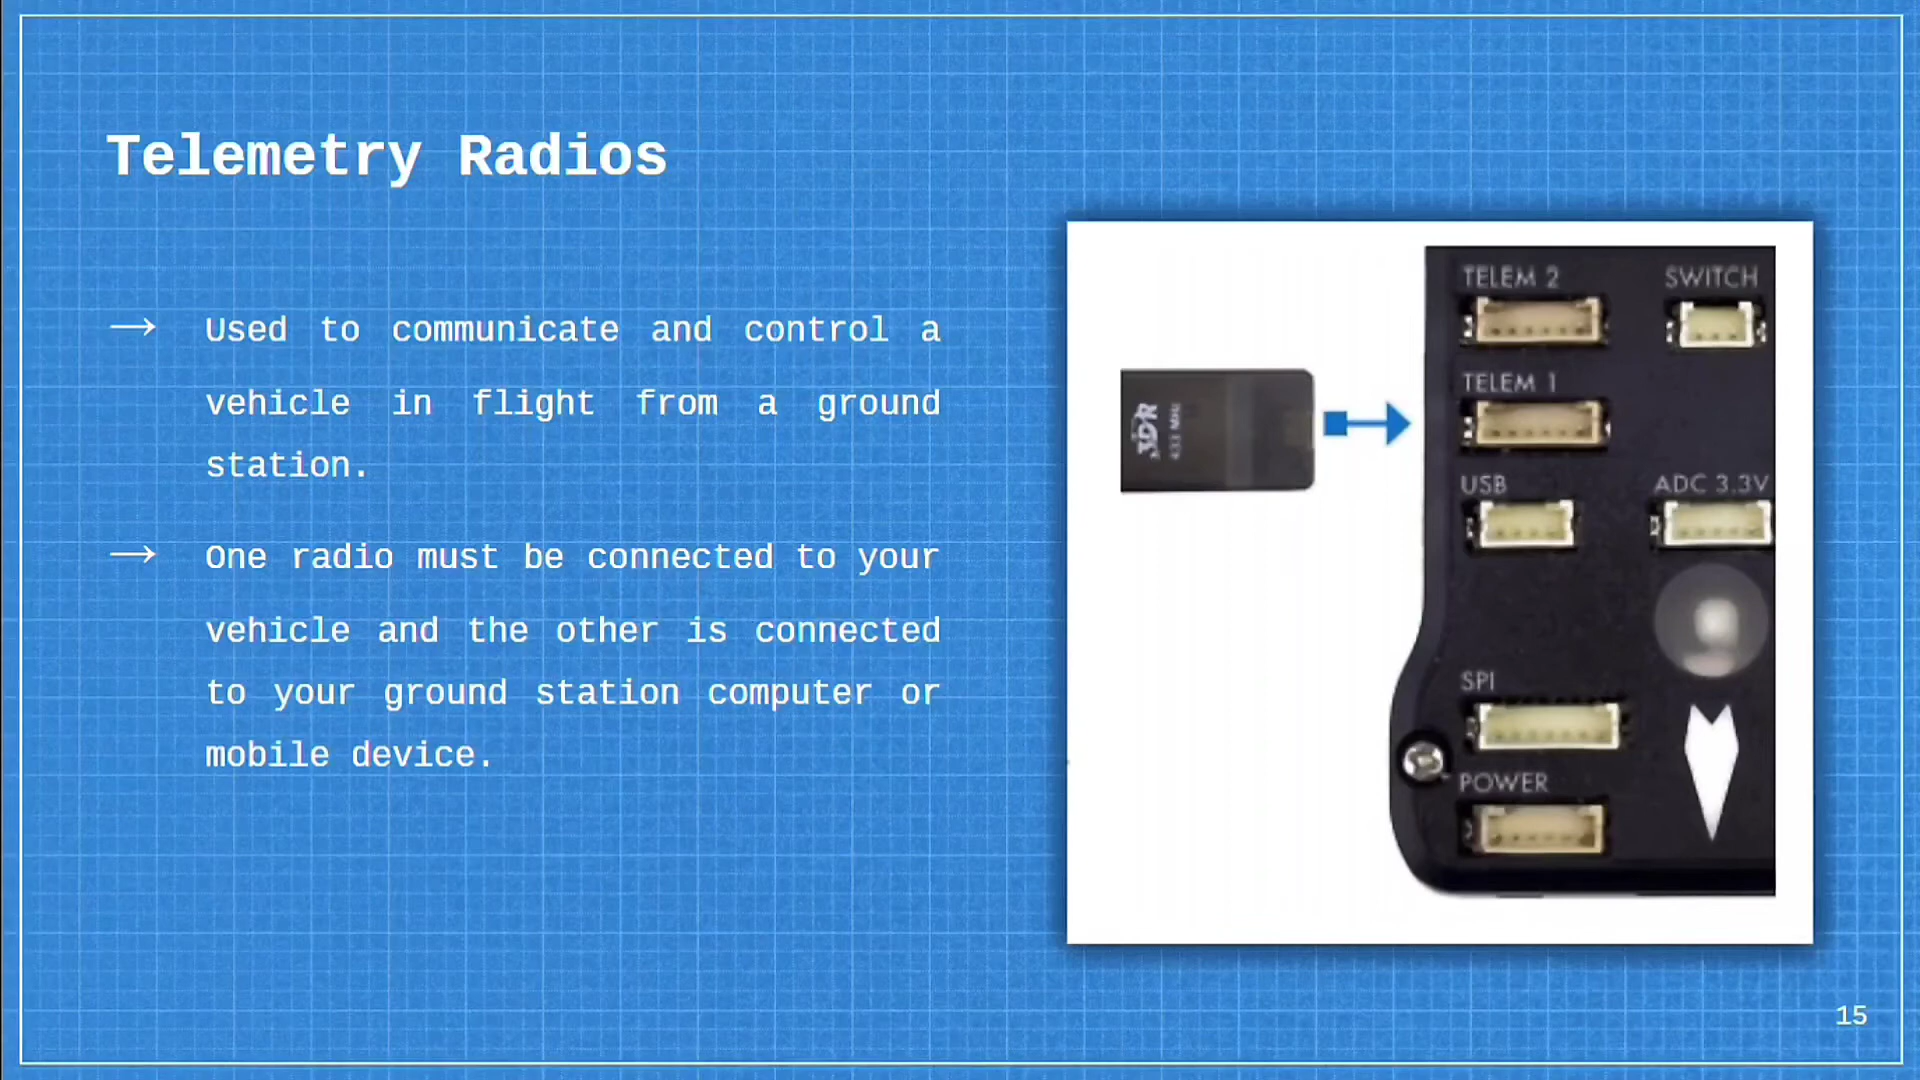 Telemetry Radios
→ Used to communicate and control a
vehicle in flight from a ground
station.
→ One radio must be connected to your
vehicle and the other is connected
to your ground station computer or
mobile device.
3DR
433 MHz
TELEM 2
SWITCH
TELEM 1
USB
ADC 3.3V
SPI
POWER
15